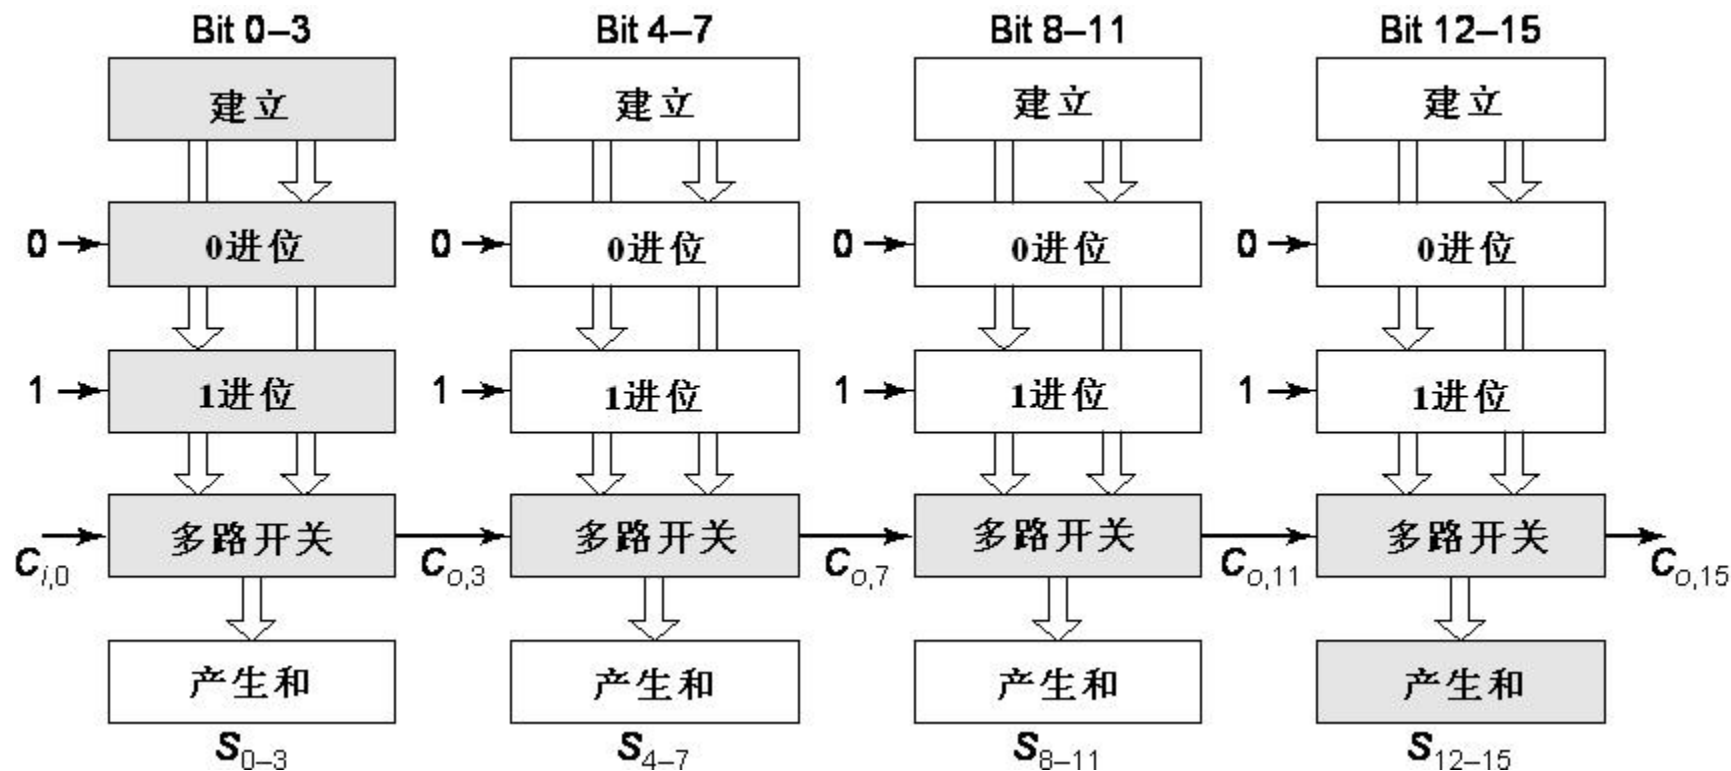 Bit 0–3 Bit 4–7 Bit 8–11 Bit 12–15
建立 建立 建立 建立
0 0进位 0 0进位 0 0进位 0 0进位
1 1进位 1 1进位 1 1进位 1 1进位
多路开关 多路开关 多路开关 多路开关
Ci,0 Co,3 Co,7 Co,11 Co,15
产生和 产生和 产生和 产生和
S0–3 S4–7 S8–11 S12–15